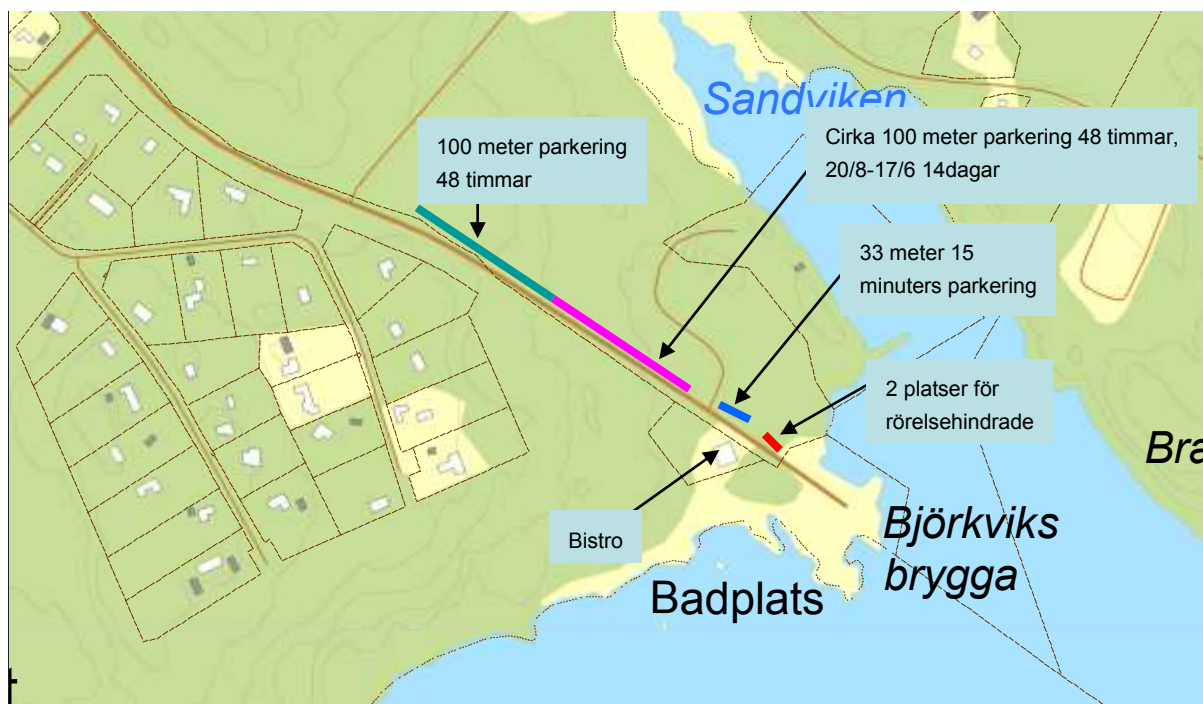 Sandviken
100 meter parkering
48 timmar
Cirka 100 meter parkering 48 timmar,
20/8-17/6 14dagar
33 meter 15
minuters parkering
2 platser för
rörelsehindrade
Bra
Bistro
Björkviks
brygga
Badplats
t